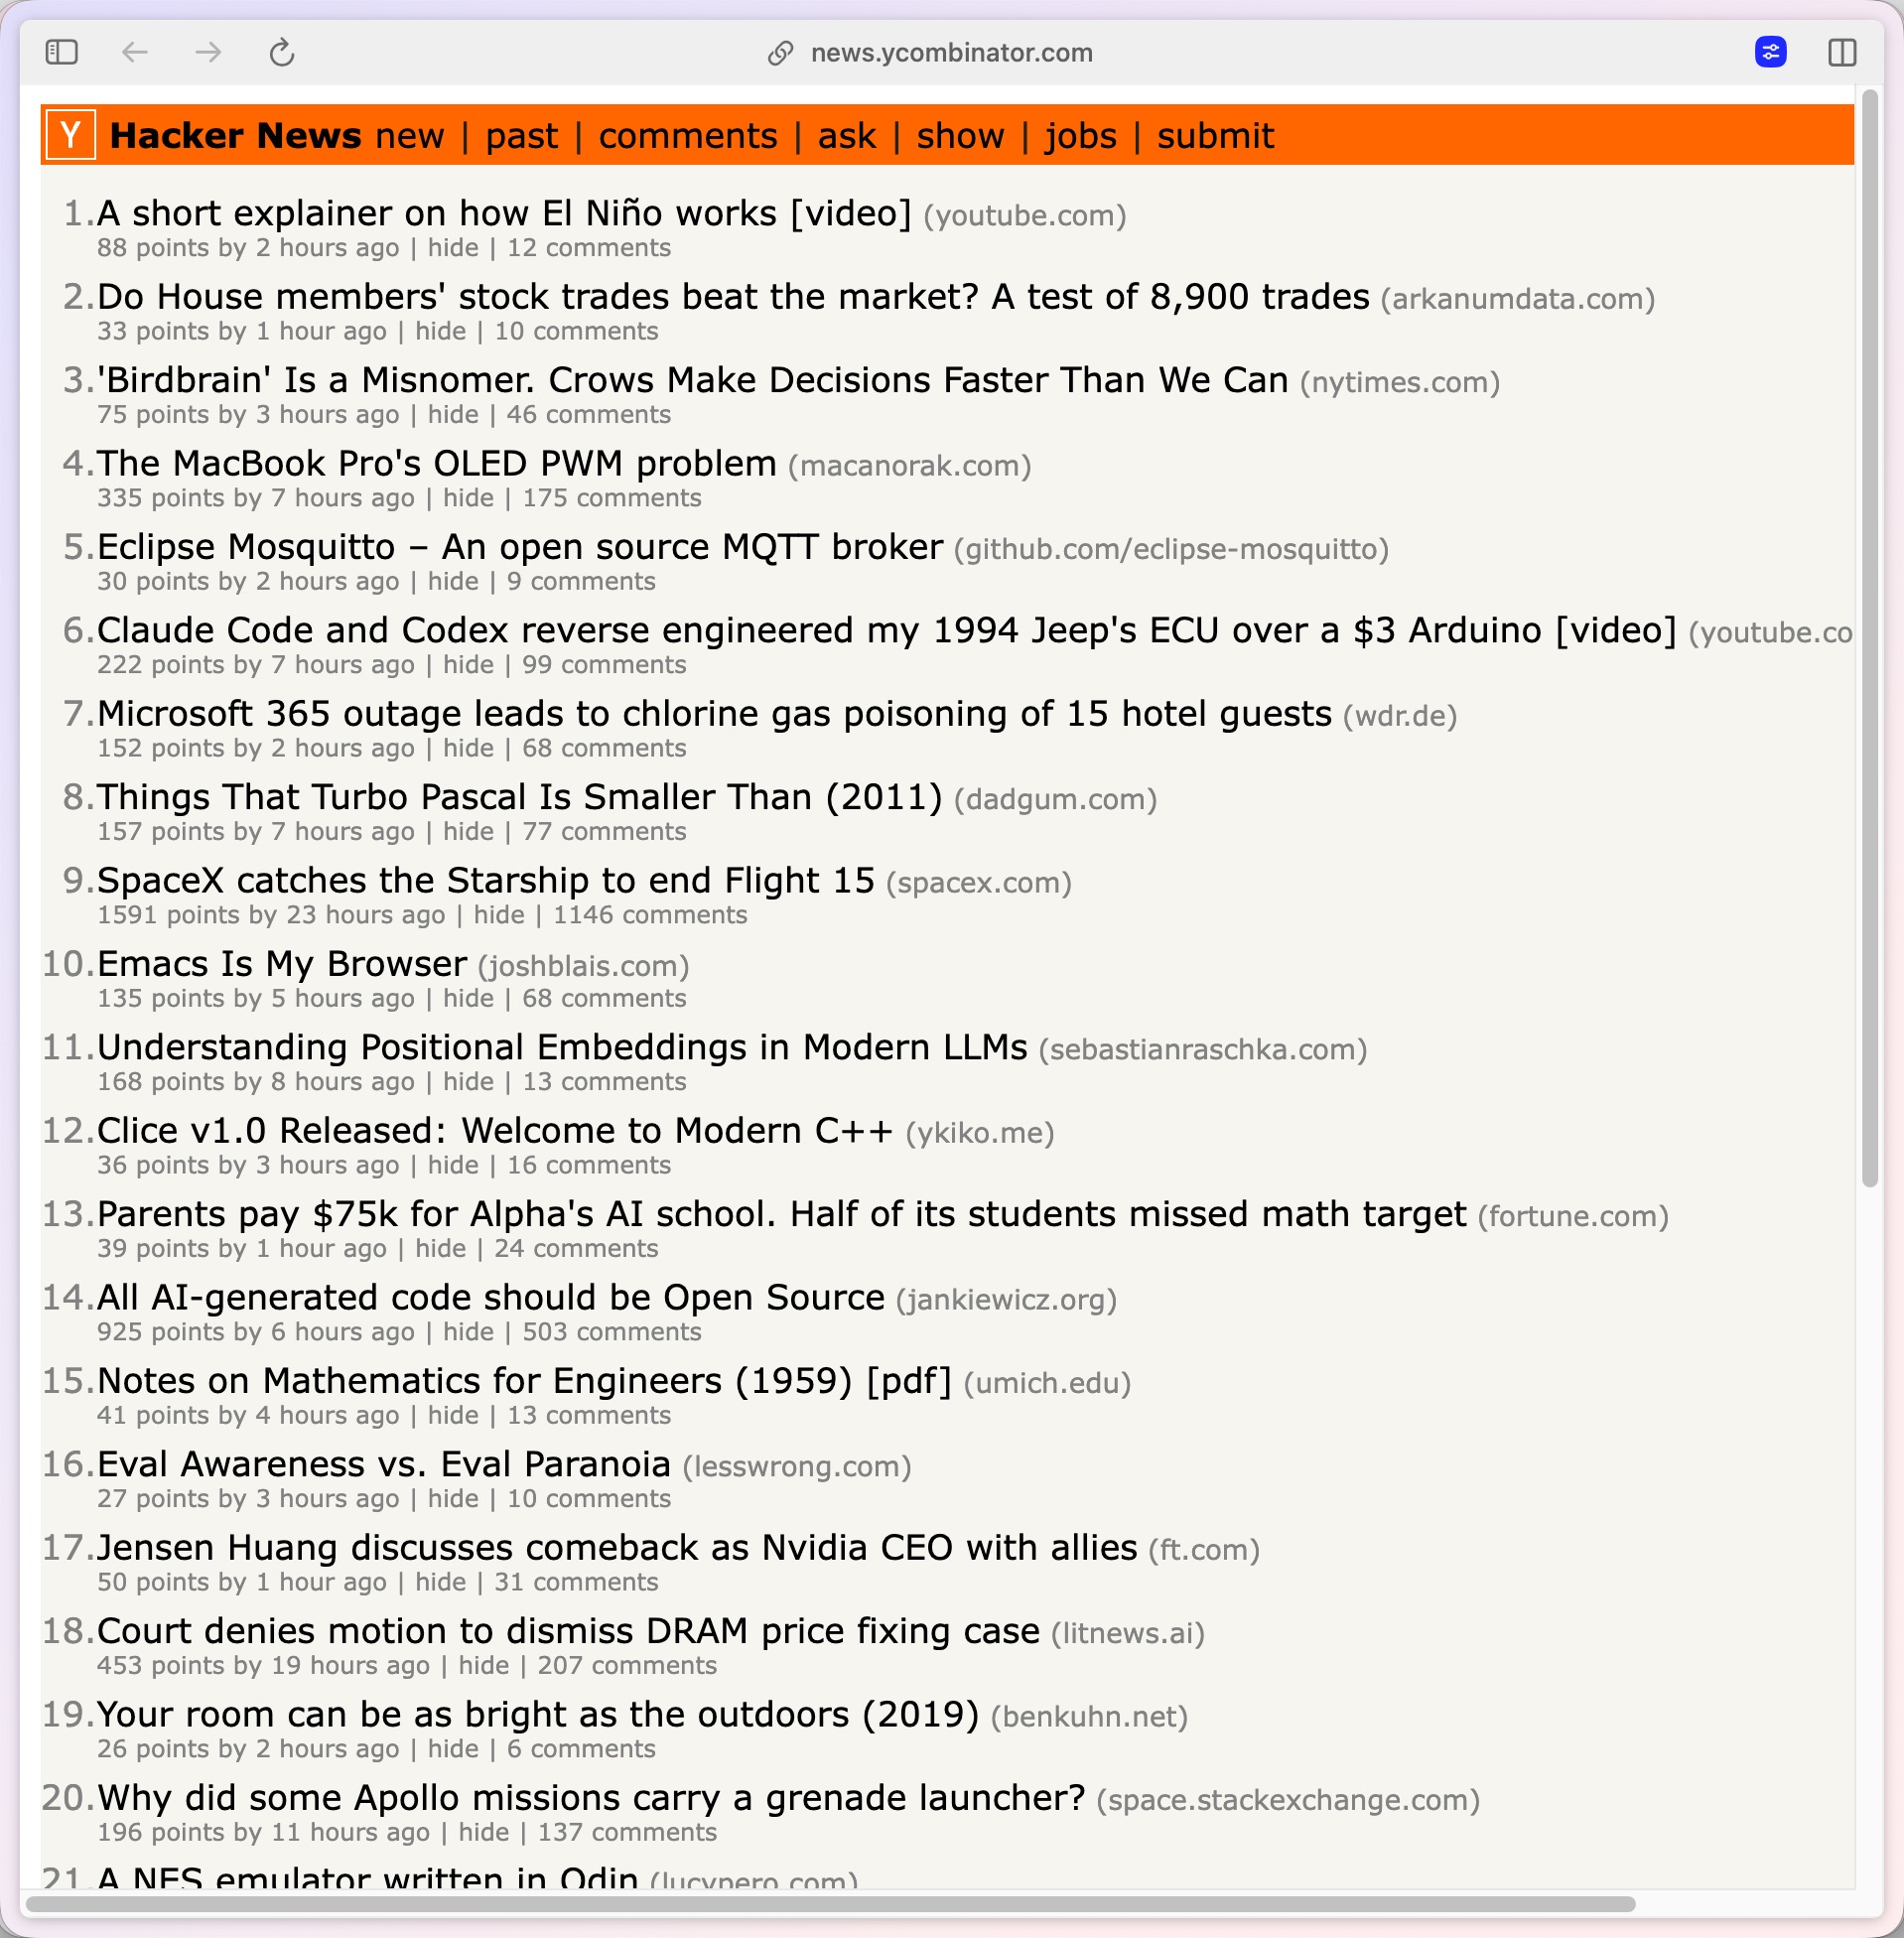 news.ycombinator.com
Y Hacker News new | past | comments | ask | show | jobs | submit
1. A short explainer on how El Niño works [video] (youtube.com)
88 points by 2 hours ago | hide | 12 comments
2. Do House members' stock trades beat the market? A test of 8,900 trades (arkanumdata.com)
33 points by 1 hour ago | hide | 10 comments
3. 'Birdbrain' Is a Misnomer. Crows Make Decisions Faster Than We Can (nytimes.com)
75 points by 3 hours ago | hide | 46 comments
4. The MacBook Pro's OLED PWM problem (macanorak.com)
335 points by 7 hours ago | hide | 175 comments
5. Eclipse Mosquitto – An open source MQTT broker (github.com/eclipse-mosquitto)
30 points by 2 hours ago | hide | 9 comments
6. Claude Code and Codex reverse engineered my 1994 Jeep's ECU over a $3 Arduino [video] (youtube.co
222 points by 7 hours ago | hide | 99 comments
7. Microsoft 365 outage leads to chlorine gas poisoning of 15 hotel guests (wdr.de)
152 points by 2 hours ago | hide | 68 comments
8. Things That Turbo Pascal Is Smaller Than (2011) (dadgum.com)
157 points by 7 hours ago | hide | 77 comments
9. SpaceX catches the Starship to end Flight 15 (spacex.com)
1591 points by 23 hours ago | hide | 1146 comments
10. Emacs Is My Browser (joshblais.com)
135 points by 5 hours ago | hide | 68 comments
11. Understanding Positional Embeddings in Modern LLMs (sebastianraschka.com)
168 points by 8 hours ago | hide | 13 comments
12. Clice v1.0 Released: Welcome to Modern C++ (ykiko.me)
36 points by 3 hours ago | hide | 16 comments
13. Parents pay $75k for Alpha's AI school. Half of its students missed math target (fortune.com)
39 points by 1 hour ago | hide | 24 comments
14. All AI-generated code should be Open Source (jankiewicz.org)
925 points by 6 hours ago | hide | 503 comments
15. Notes on Mathematics for Engineers (1959) [pdf] (umich.edu)
41 points by 4 hours ago | hide | 13 comments
16. Eval Awareness vs. Eval Paranoia (lesswrong.com)
27 points by 3 hours ago | hide | 10 comments
17. Jensen Huang discusses comeback as Nvidia CEO with allies (ft.com)
50 points by 1 hour ago | hide | 31 comments
18. Court denies motion to dismiss DRAM price fixing case (litnews.ai)
453 points by 19 hours ago | hide | 207 comments
19. Your room can be as bright as the outdoors (2019) (benkuhn.net)
26 points by 2 hours ago | hide | 6 comments
20. Why did some Apollo missions carry a grenade launcher? (space.stackexchange.com)
196 points by 11 hours ago | hide | 137 comments
21. A NES emulator written in Odin (lucypero.com)